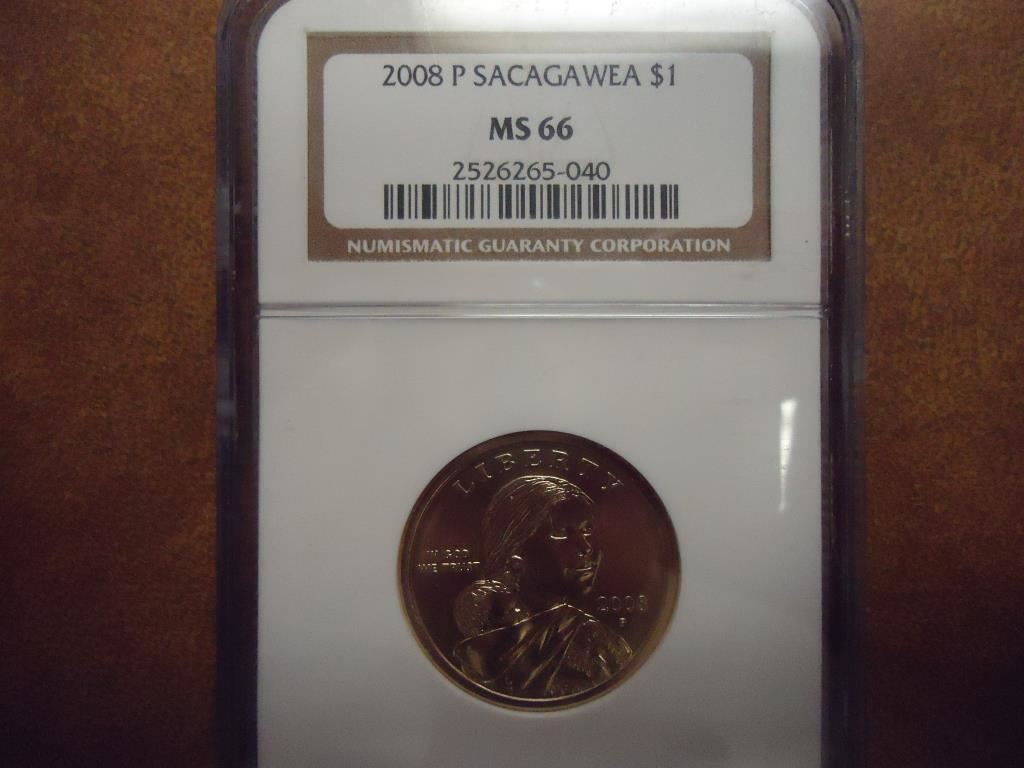 2008 P SACAGAWEA $1
MS 66
2526265-040
NUMISMATIC GUARANTY CORPORATION
LIBERTY
IN GOD
WE TRUST
2008
P